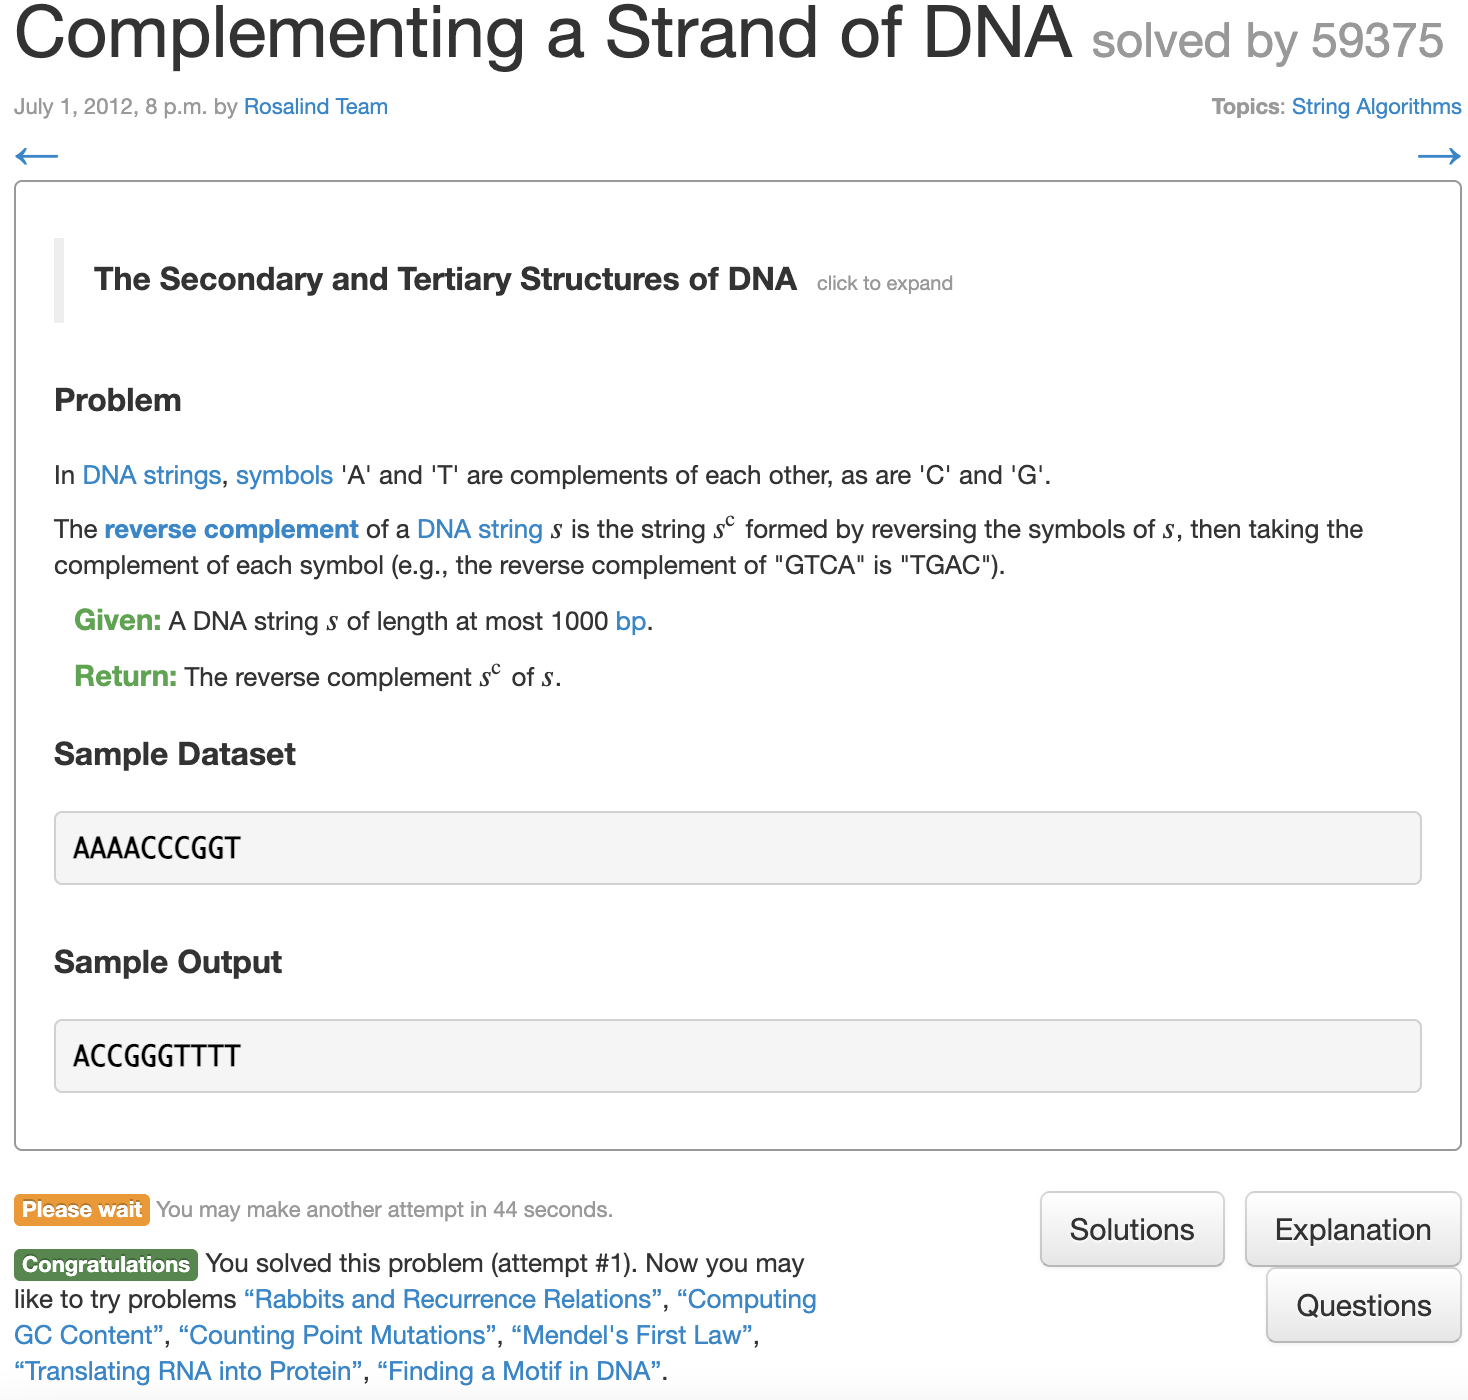 Complementing a Strand of DNA solved by 59375
July 1, 2012, 8 p.m. by Rosalind Team
Topics: String Algorithms
← →
The Secondary and Tertiary Structures of DNA click to expand
Problem
In DNA strings, symbols 'A' and 'T' are complements of each other, as are 'C' and 'G'.
The reverse complement of a DNA string s is the string sᶜ formed by reversing the symbols of s, then taking the
complement of each symbol (e.g., the reverse complement of "GTCA" is "TGAC").
Given: A DNA string s of length at most 1000 bp.
Return: The reverse complement sᶜ of s.
Sample Dataset
AAAACCCGGT
Sample Output
ACCGGGTTTT
Please wait You may make another attempt in 44 seconds.
Congratulations You solved this problem (attempt #1). Now you may
like to try problems “Rabbits and Recurrence Relations”, “Computing
GC Content”, “Counting Point Mutations”, “Mendel's First Law”,
“Translating RNA into Protein”, “Finding a Motif in DNA”.
Solutions
Explanation
Questions